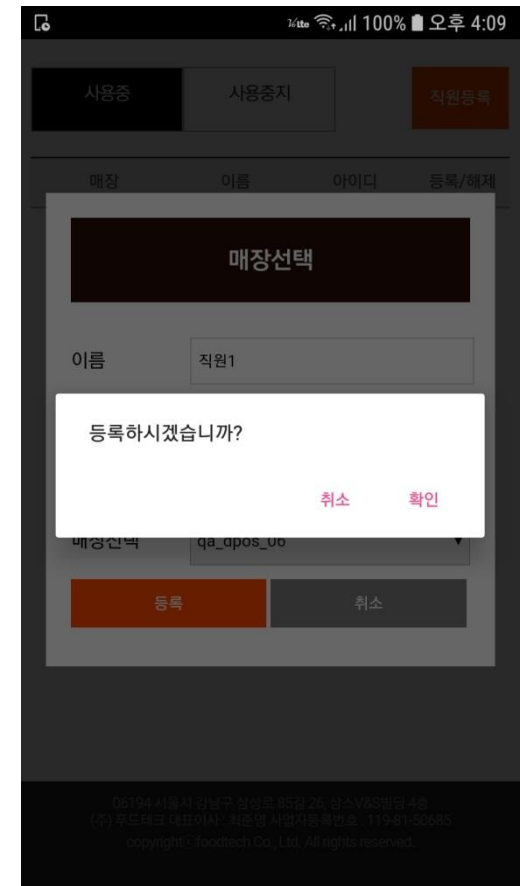 100% 오후 4:09
사용중 사용중지 직원등록
매장 이름 아이디 등록/해제
매장선택
이름 직원1
등록하시겠습니까?
취소 확인
매장선택 qa_dpos_06
등록 취소
06194 서울시 강남구 삼성로 85길 26, 삼스V&S빌딩 4층
(주) 푸드테크 대표이사 : 최준영 사업자등록번호 : 119-81-50685
copyright© foodtech Co., Ltd. All rights reserved.